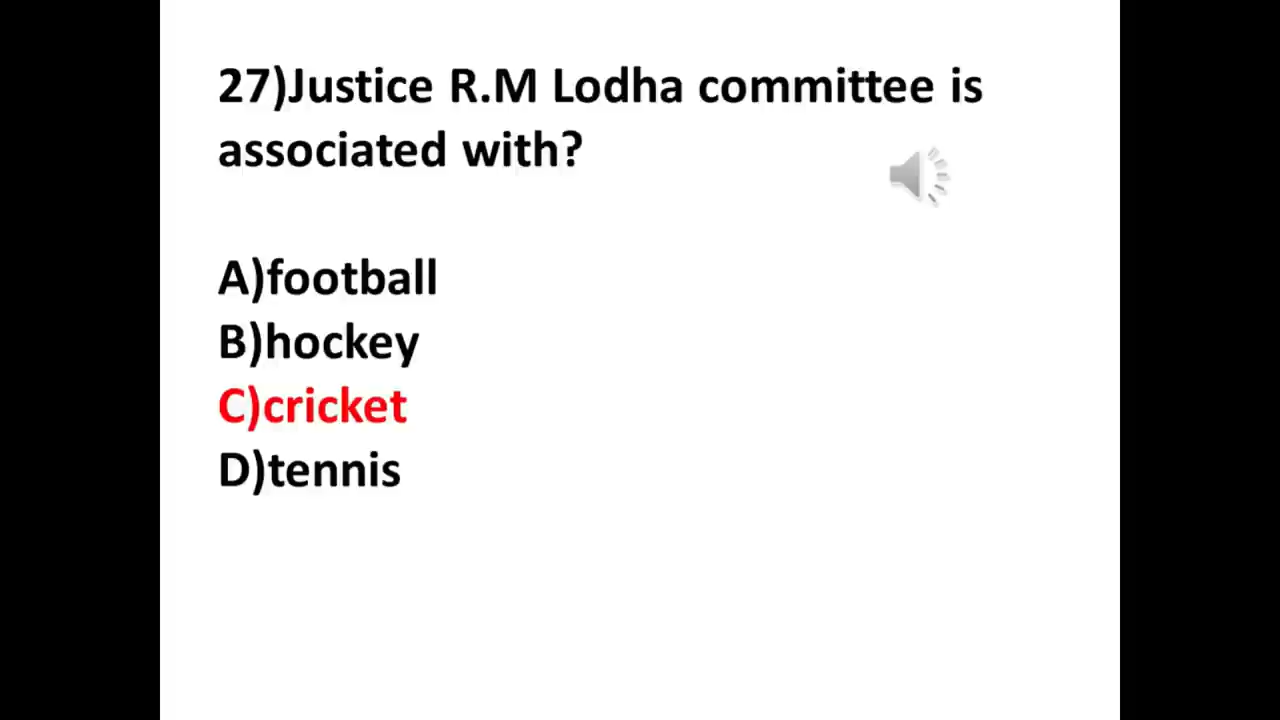 27)Justice R.M Lodha committee is
associated with?
A)football
B)hockey
C)cricket
D)tennis